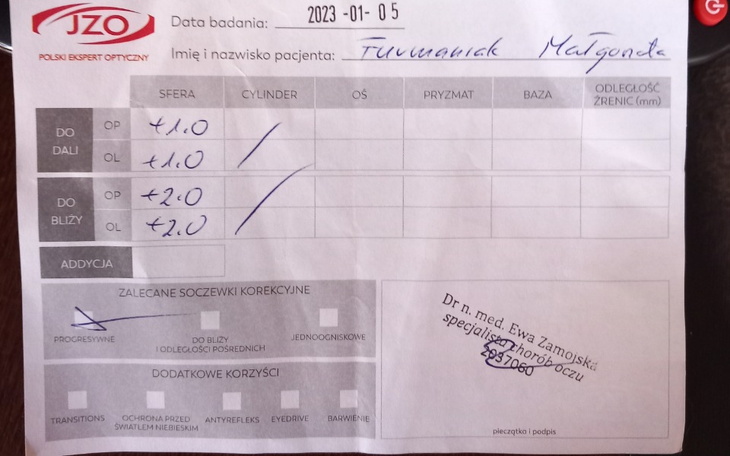 JZO
POLSKI EKSPERT OPTYCZNY
Data badania: 2023 -01- 05
Imię i nazwisko pacjenta: Furmaniak Małgorzata
SFERA CYLINDER OŚ PRYZMAT BAZA ODLEGŁOŚĆ ŹRENIC (mm)
DO DALI
OP +1.0
OL +1.0
DO BLIŻY
OP +2.0
OL +2.0
ADDYCJA
ZALECANE SOCZEWKI KOREKCYJNE
PROGRESYWNE
DO BLIŻY
I ODLEGŁOŚCI POŚREDNICH
JEDNOOGNISKOWE
DODATKOWE KORZYŚCI
TRANSITIONS
OCHRONA PRZED
ŚWIATŁEM NIEBIESKIM
ANTYREFLEKS
EYEDRIVE
BARWIENIE
Dr n. med. Ewa Zamojska
specjalista chorób oczu
2037060
pieczątka i podpis